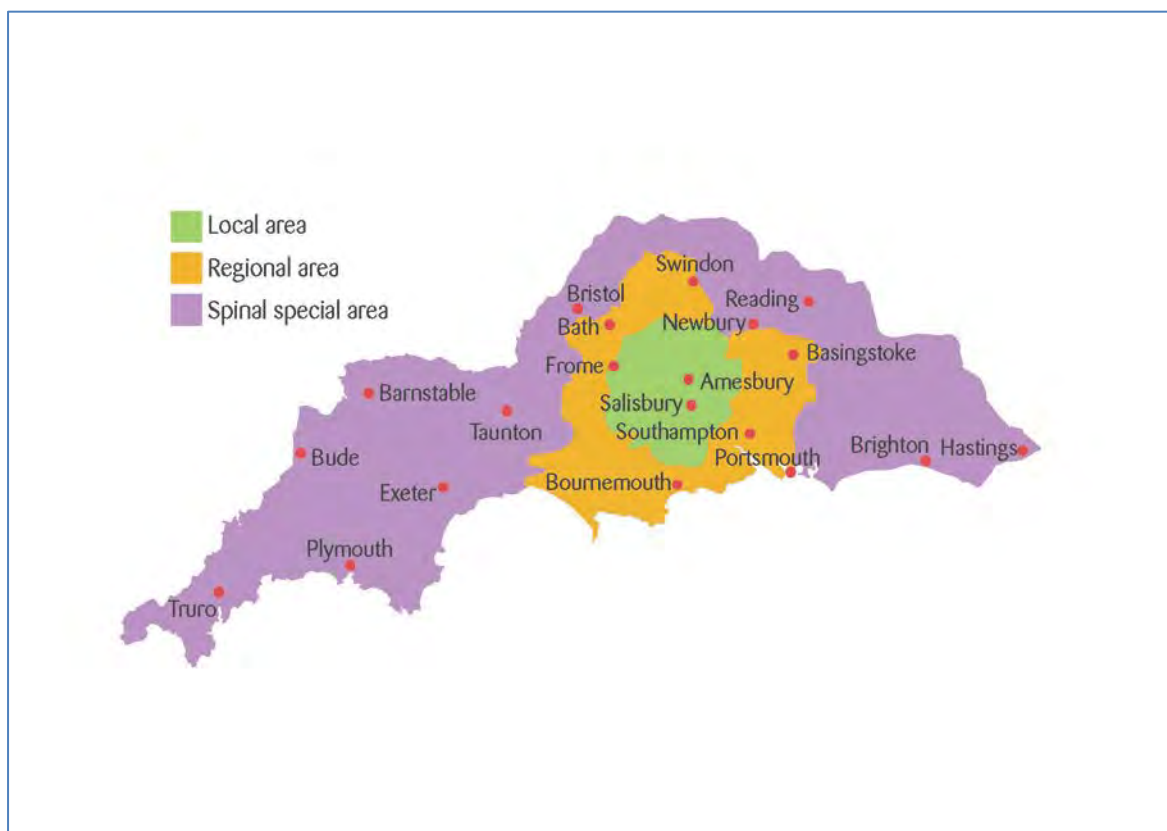 Local area
Regional area
Spinal special area
Swindon
Bristol
Reading
Bath
Newbury
Basingstoke
Frome
Amesbury
Barnstable
Salisbury
Taunton
Southampton
Brighton
Hastings
Bude
Portsmouth
Exeter
Bournemouth
Plymouth
Truro